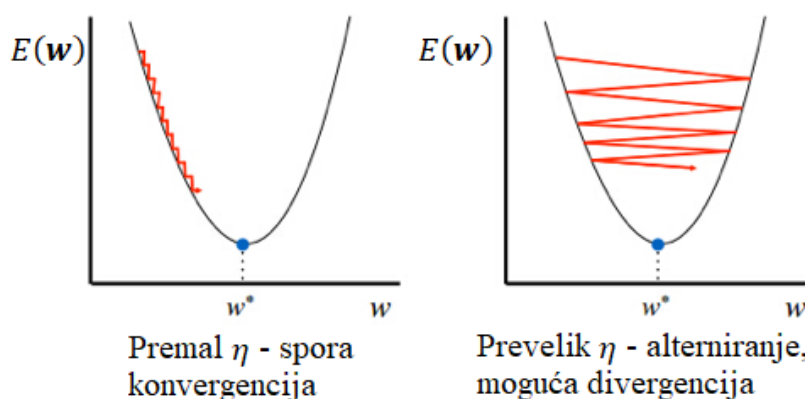 E(w)
w*
w
Premal η - spora
konvergencija
E(w)
w*
w
Prevelik η - alterniranje,
moguća divergencija